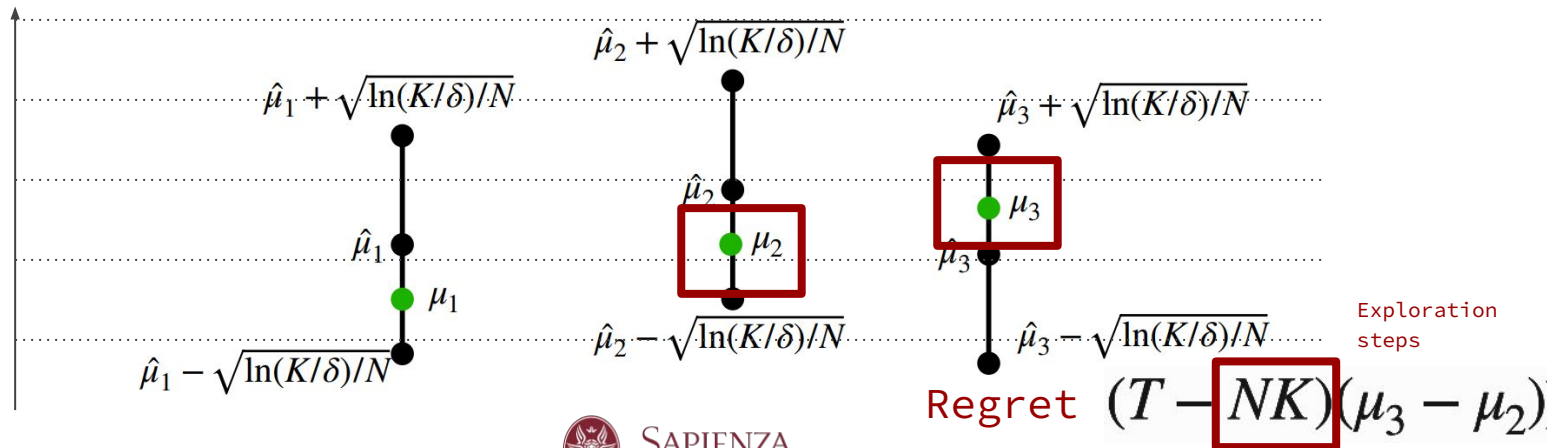 μ̂₂ + √ln(K/δ)/N
μ̂₁ + √ln(K/δ)/N
μ̂₃ + √ln(K/δ)/N
μ̂₂
μ₃
μ̂₁
μ₂
μ̂₃
μ₁
Exploration
steps
μ̂₂ − √ln(K/δ)/N
μ̂₃ − √ln(K/δ)/N
μ̂₁ − √ln(K/δ)/N
Regret (T − NK)(μ₃ − μ₂)
SAPIENZA